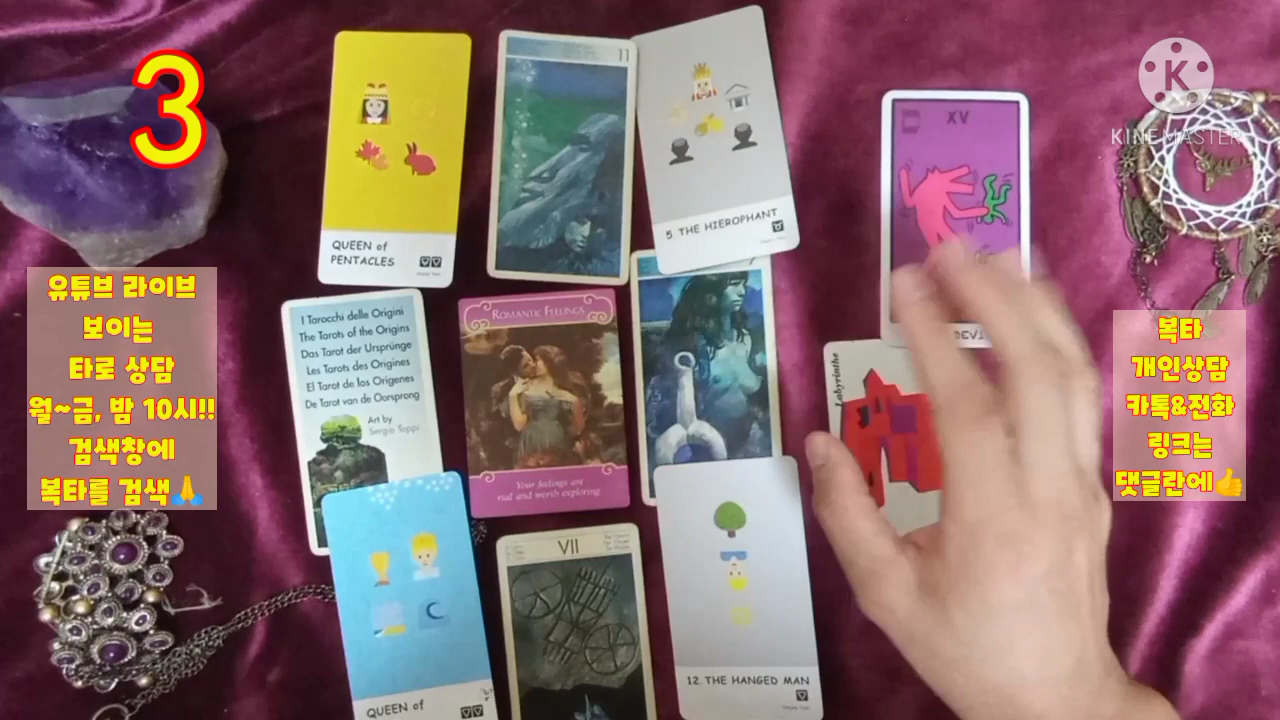 3
K
KINEMASTER
유튜브 라이브
보이는
타로 상담
월~금, 밤 10시!!
검색창에
복타를 검색🙏
복타
개인상담
카톡&전화
링크는
댓글란에👍
QUEEN of
PENTACLES
11
5. THE HIEROPHANT
XV
I Tarocchi delle Origini
The Tarots of the Origins
Das Tarot der Ursprünge
Les Tarots des Origines
El Tarot de los Origenes
De Tarot van de Oorsprong
Art by
Sergio Toppi
ROMANTIC FEELINGS
Your feelings are
real and worth exploring
Labyrinthe
QUEEN of
VII
12. THE HANGED MAN